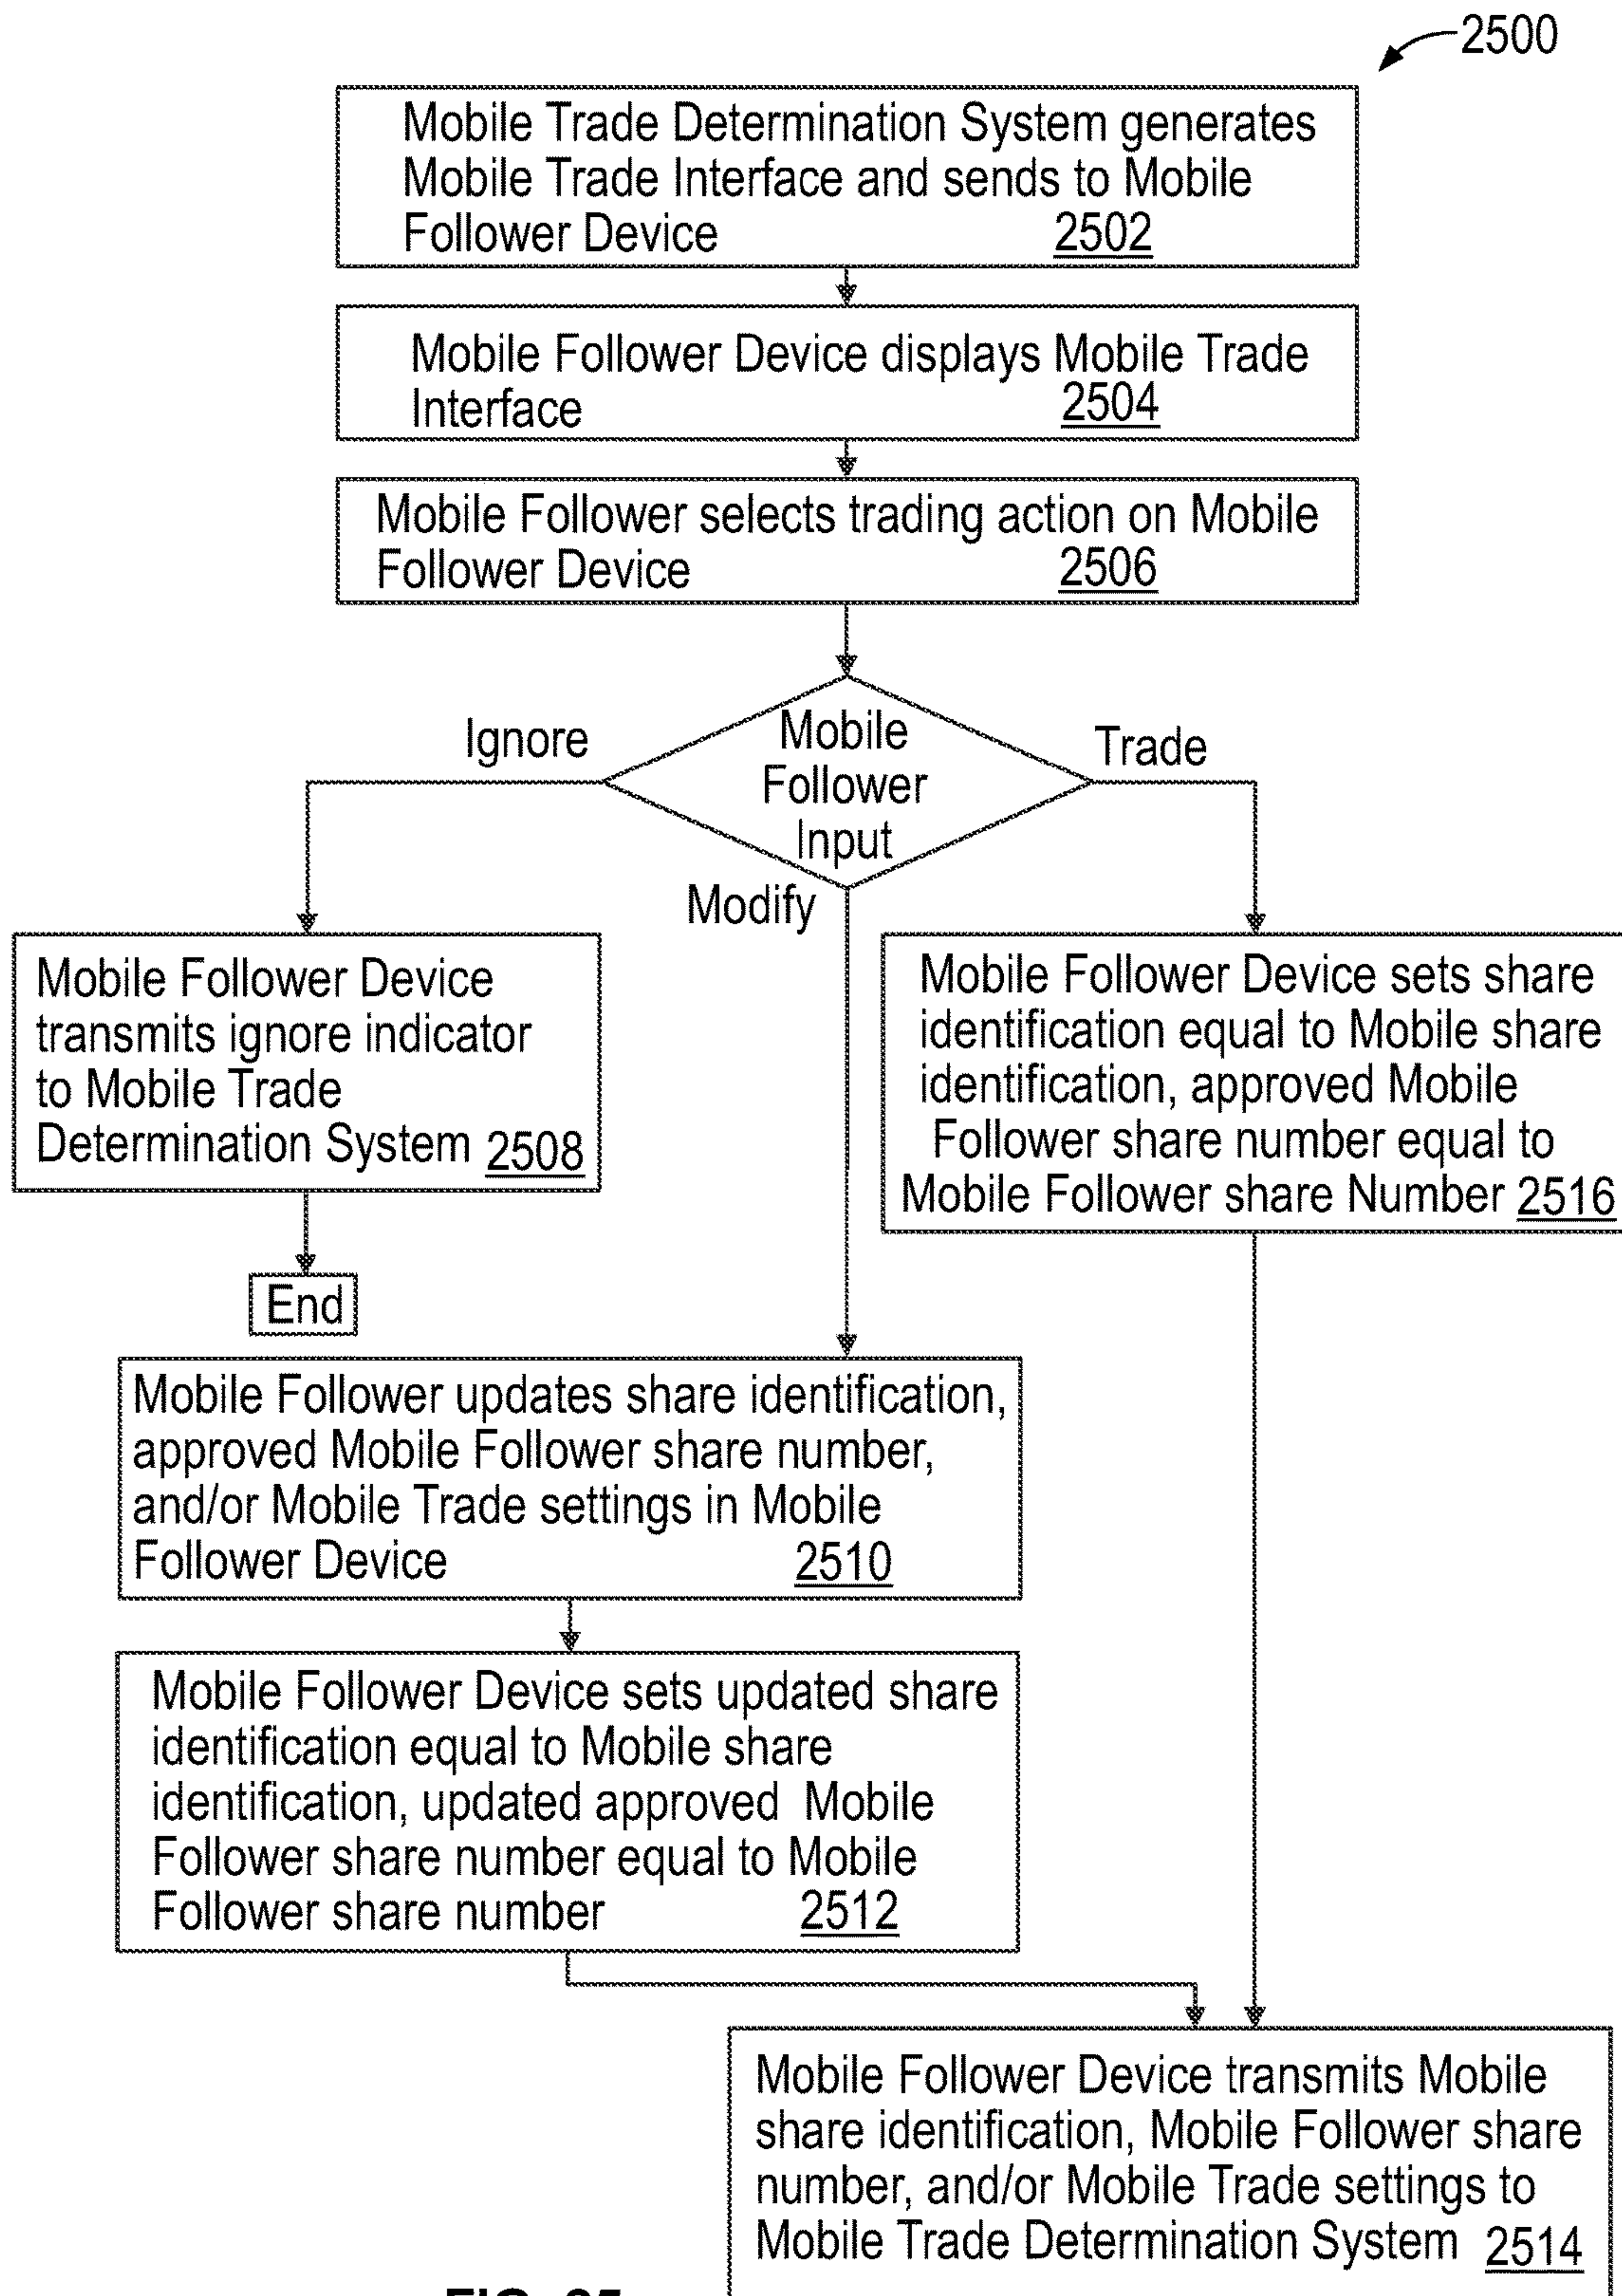 2500
Mobile Trade Determination System generates
Mobile Trade Interface and sends to Mobile
Follower Device 2502
Mobile Follower Device displays Mobile Trade
Interface 2504
Mobile Follower selects trading action on Mobile
Follower Device 2506
Mobile
Follower
Input
Ignore
Trade
Modify
Mobile Follower Device
transmits ignore indicator
to Mobile Trade
Determination System 2508
End
Mobile Follower Device sets share
identification equal to Mobile share
identification, approved Mobile
Follower share number equal to
Mobile Follower share Number 2516
Mobile Follower updates share identification,
approved Mobile Follower share number,
and/or Mobile Trade settings in Mobile
Follower Device 2510
Mobile Follower Device sets updated share
identification equal to Mobile share
identification, updated approved Mobile
Follower share number equal to Mobile
Follower share number 2512
Mobile Follower Device transmits Mobile
share identification, Mobile Follower share
number, and/or Mobile Trade settings to
Mobile Trade Determination System 2514